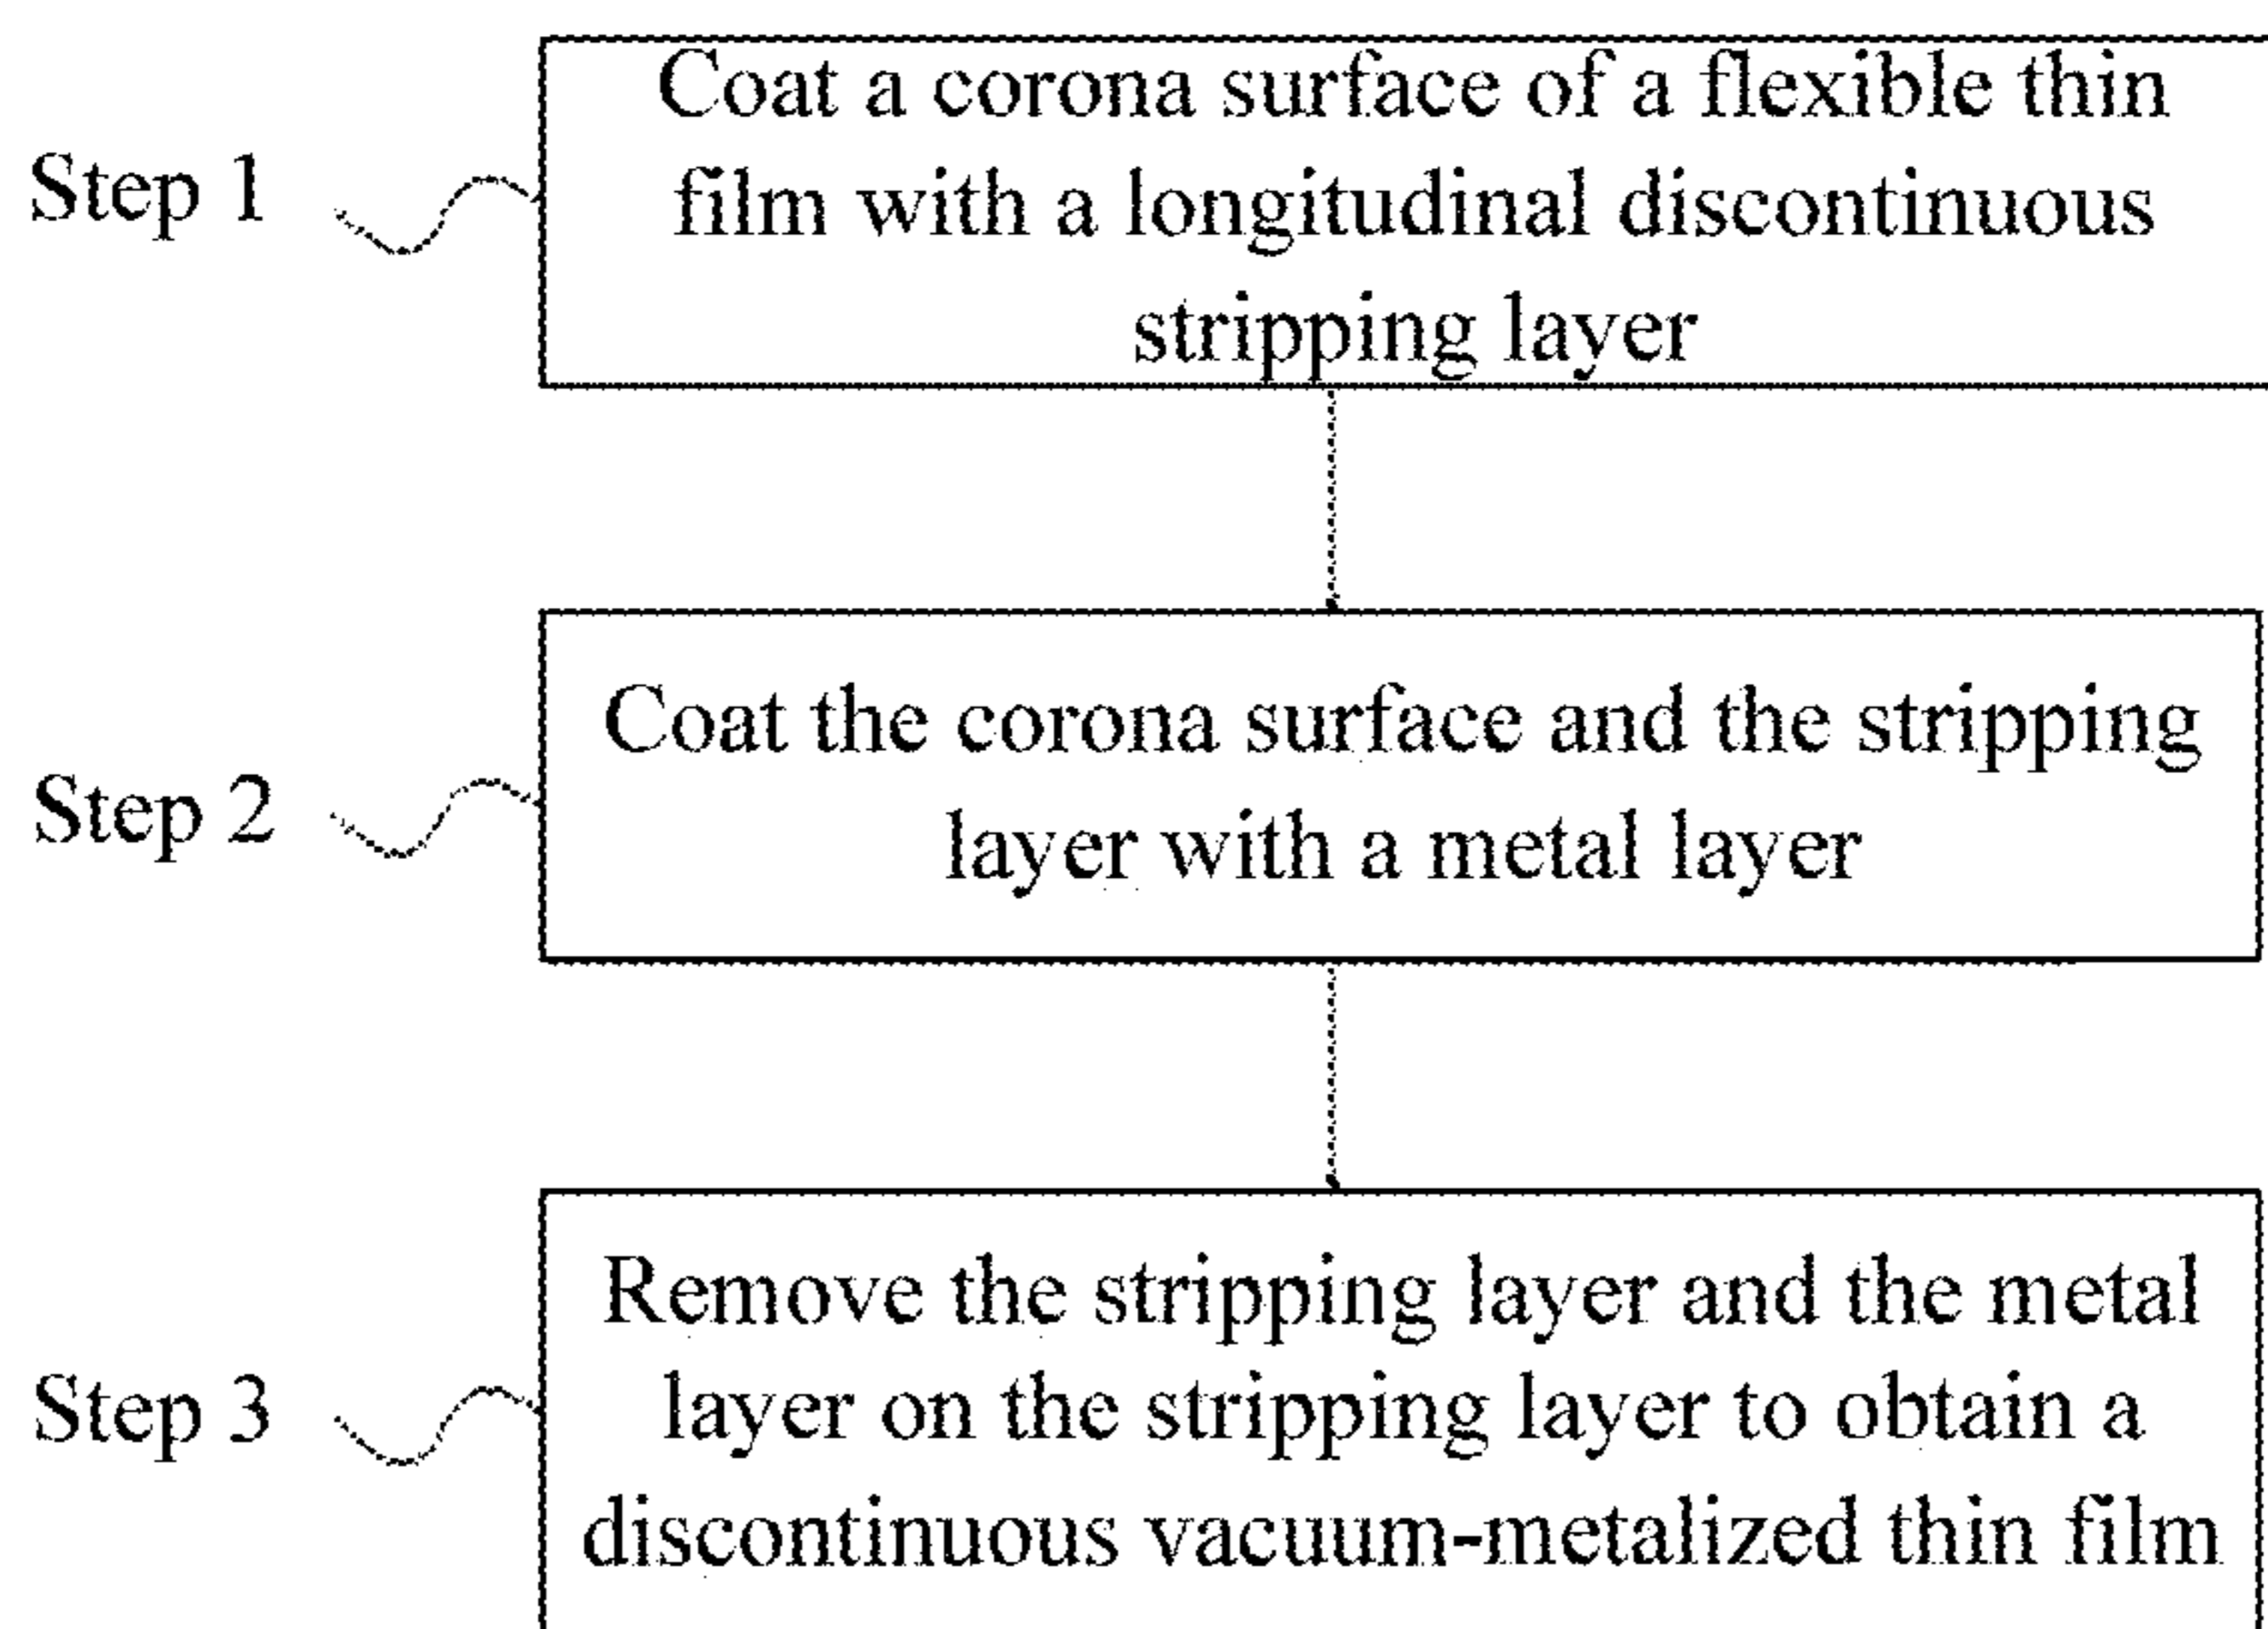 Coat a corona surface of a flexible thin
Step 1
film with a longitudinal discontinuous
stripping layer
Coat the corona surface and the stripping
Step 2
layer with a metal layer
Remove the stripping layer and the metal
Step 3
layer on the stripping layer to obtain a
discontinuous vacuum-metalized thin film